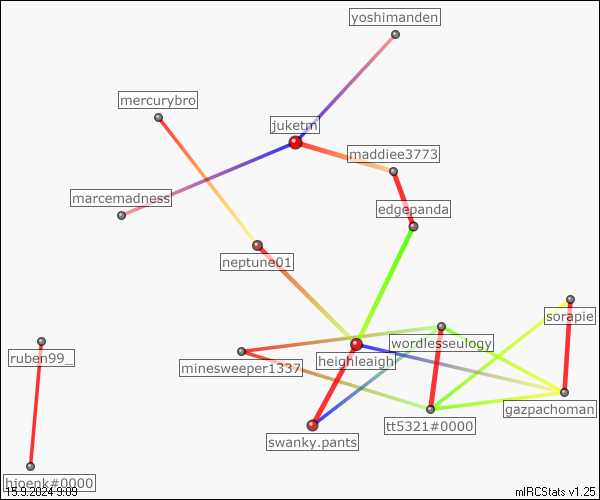 yoshimanden
mercurybro
juketm
maddiee3773
marcemadness
edgepanda
neptune01
sorapie
ruben99_
wordlesseulogy
heighleaigh
minesweeper1337
gazpachoman
tt5321#0000
swanky.pants
hioenk#0000
15.9.2024 9:09
mIRCStats v1.25